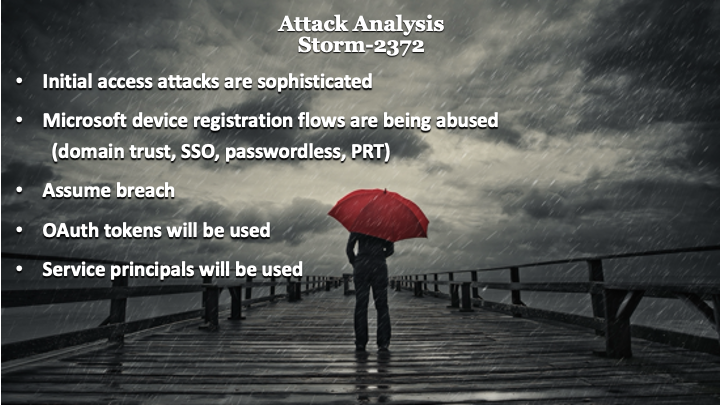 Attack Analysis
Storm-2372
• Initial access attacks are sophisticated
• Microsoft device registration flows are being abused
(domain trust, SSO, passwordless, PRT)
• Assume breach
• OAuth tokens will be used
• Service principals will be used